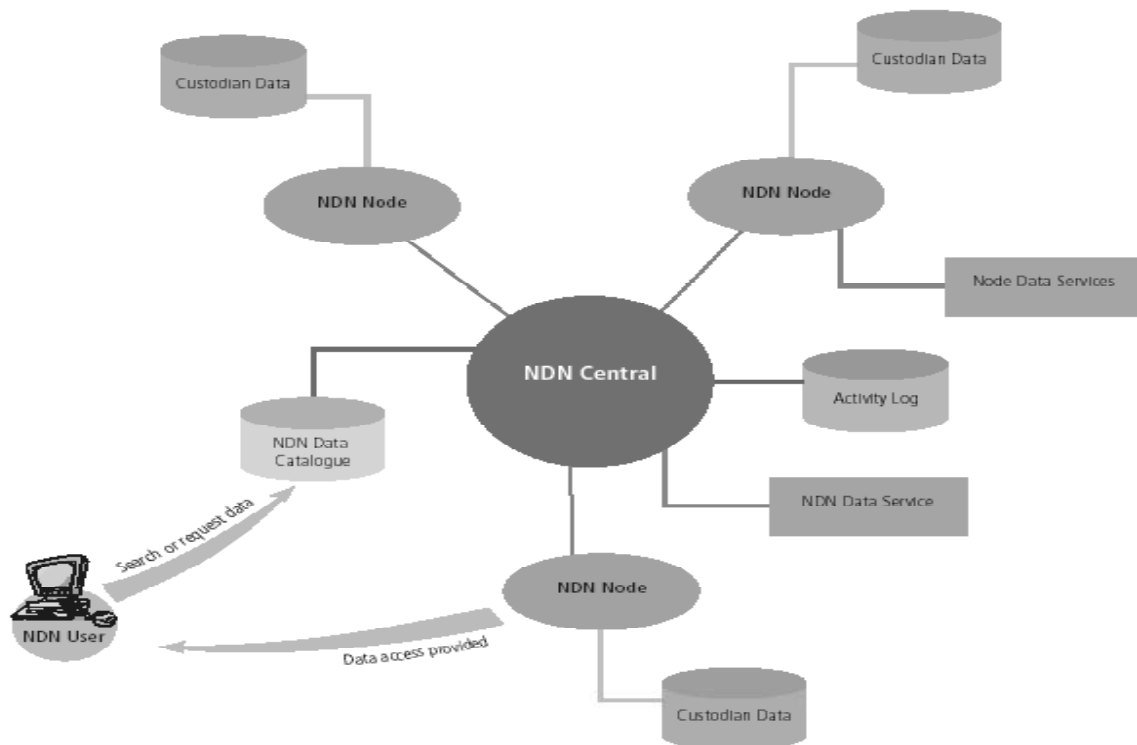 Custodian Data
Custodian Data
NDN Node
NDN Node
Node Data Services
NDN Central
Activity Log
NDN Data
Catalogue
NDN Data Service
Search or request data
NDN Node
NDN User
Data access provided
Custodian Data